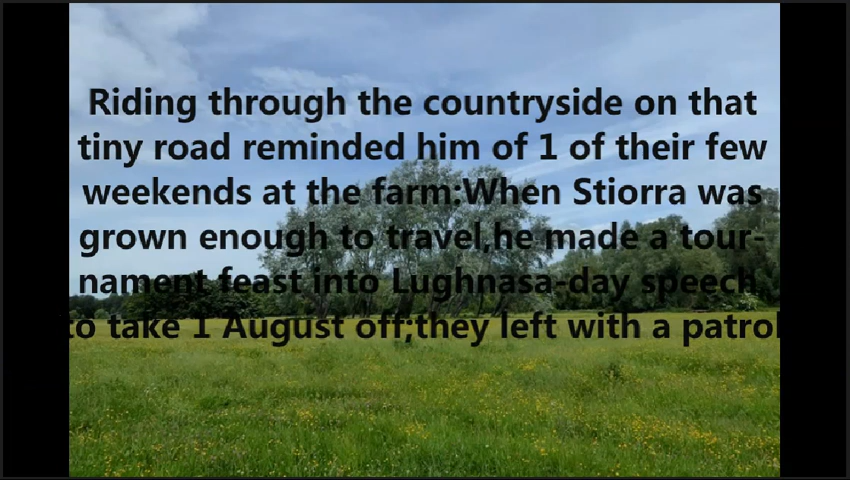 Riding through the countryside on that
tiny road reminded him of 1 of their few
weekends at the farm:When Stiorra was
grown enough to travel,he made a tour-
nament feast into Lughnasa-day speech
to take 1 August off;they left with a patrol